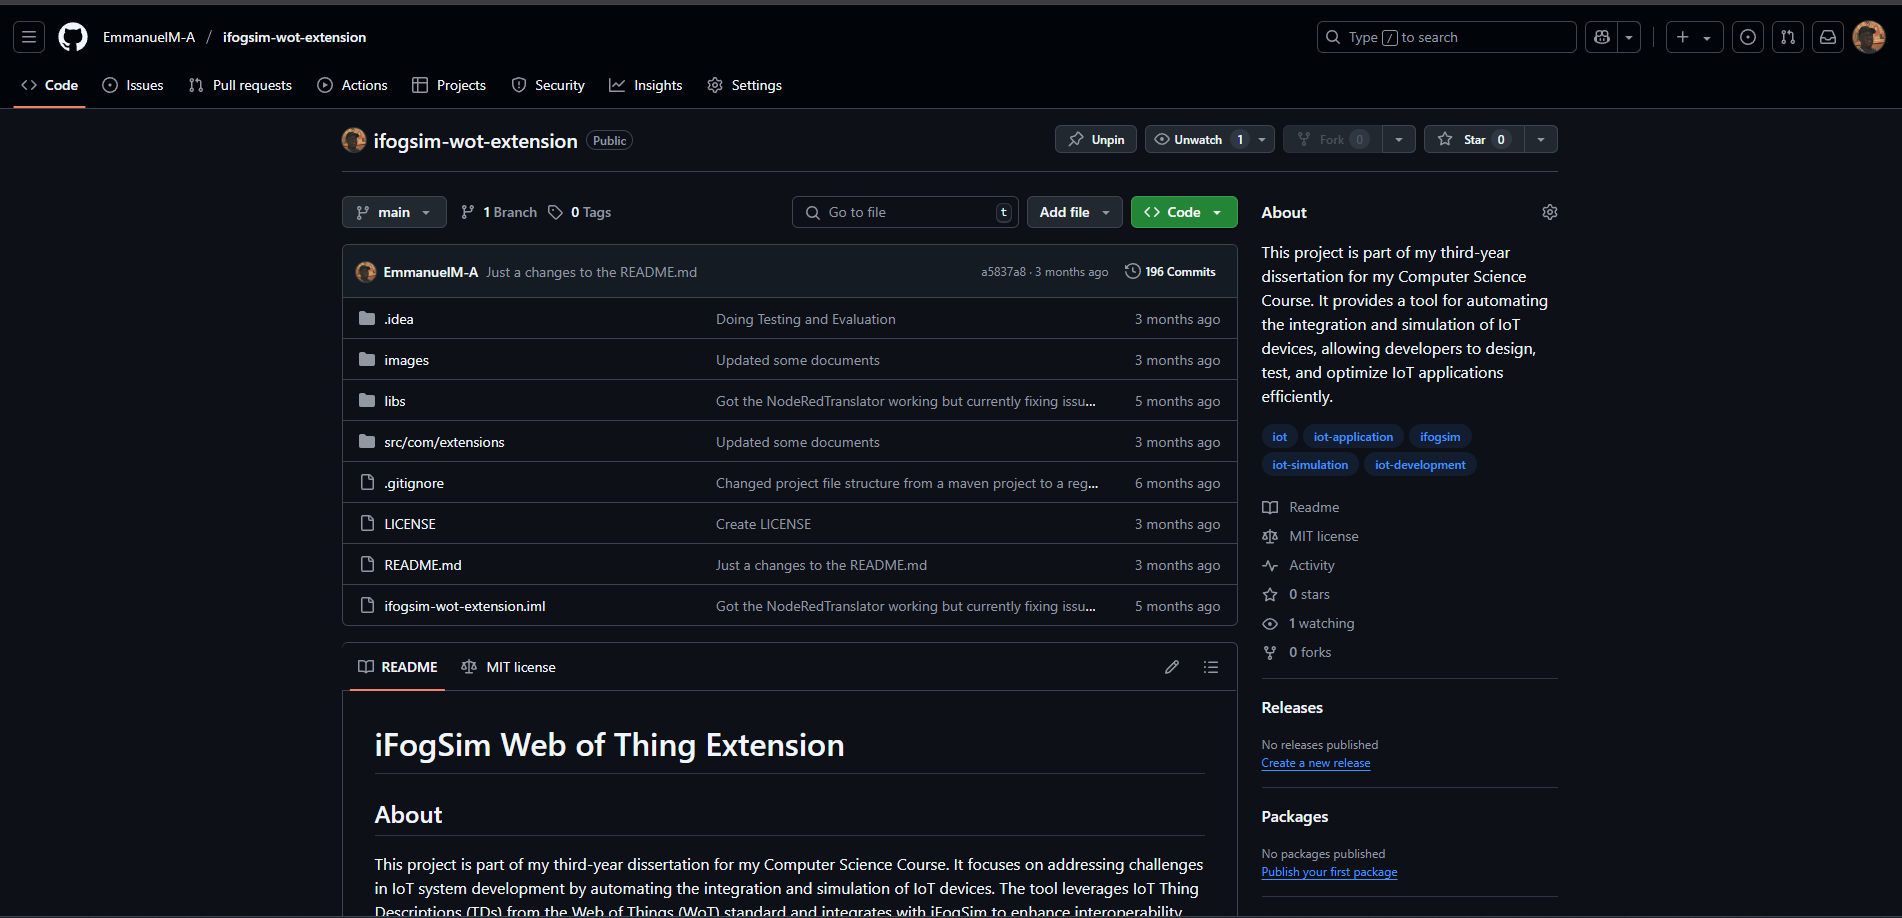 EmmanuelM-A / ifogsim-wot-extension
Type / to search
Code Issues Pull requests Actions Projects Security Insights Settings
ifogsim-wot-extension Public
Unpin Unwatch 1 Fork 0 Star 0
main 1 Branch 0 Tags Go to file t Add file Code
EmmanuelM-A Just a changes to the README.md a5837a8 · 3 months ago 196 Commits
.idea Doing Testing and Evaluation 3 months ago
images Updated some documents 3 months ago
libs Got the NodeRedTranslator working but currently fixing issu... 5 months ago
src/com/extensions Updated some documents 3 months ago
.gitignore Changed project file structure from a maven project to a reg... 6 months ago
LICENSE Create LICENSE 3 months ago
README.md Just a changes to the README.md 3 months ago
ifogsim-wot-extension.iml Got the NodeRedTranslator working but currently fixing issu... 5 months ago
README MIT license
iFogSim Web of Thing Extension
About
This project is part of my third-year dissertation for my Computer Science Course. It focuses on addressing challenges
in IoT system development by automating the integration and simulation of IoT devices. The tool leverages IoT Thing
Descriptions (TDs) from the Web of Things (WoT) standard and integrates with iFogSim to enhance interoperability,
About
This project is part of my third-year
dissertation for my Computer Science
Course. It provides a tool for automating
the integration and simulation of IoT
devices, allowing developers to design,
test, and optimize IoT applications
efficiently.
iot iot-application ifogsim
iot-simulation iot-development
Readme
MIT license
Activity
0 stars
1 watching
0 forks
Releases
No releases published
Create a new release
Packages
No packages published
Publish your first package